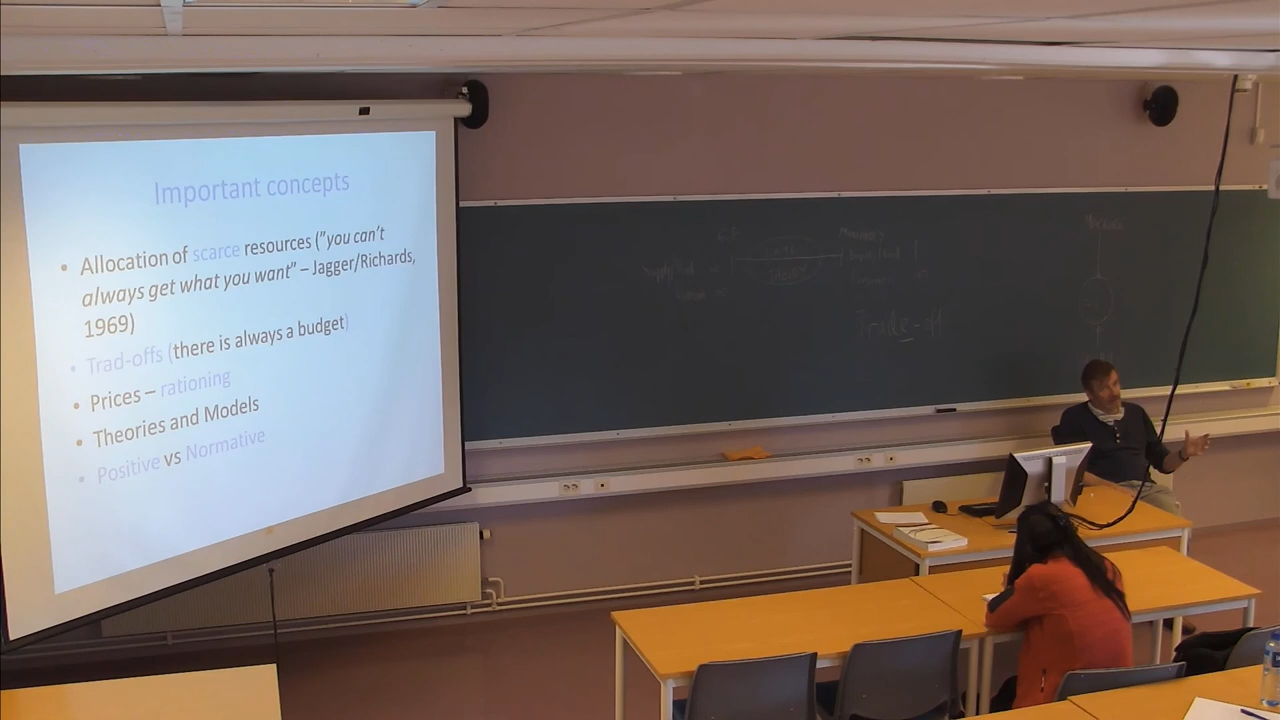 Important concepts
• Allocation of scarce resources ("you can't
always get what you want" – Jagger/Richards,
1969)
• Trad-offs (there is always a budget)
• Prices – rationing
• Theories and Models
• Positive vs Normative
Trade-off